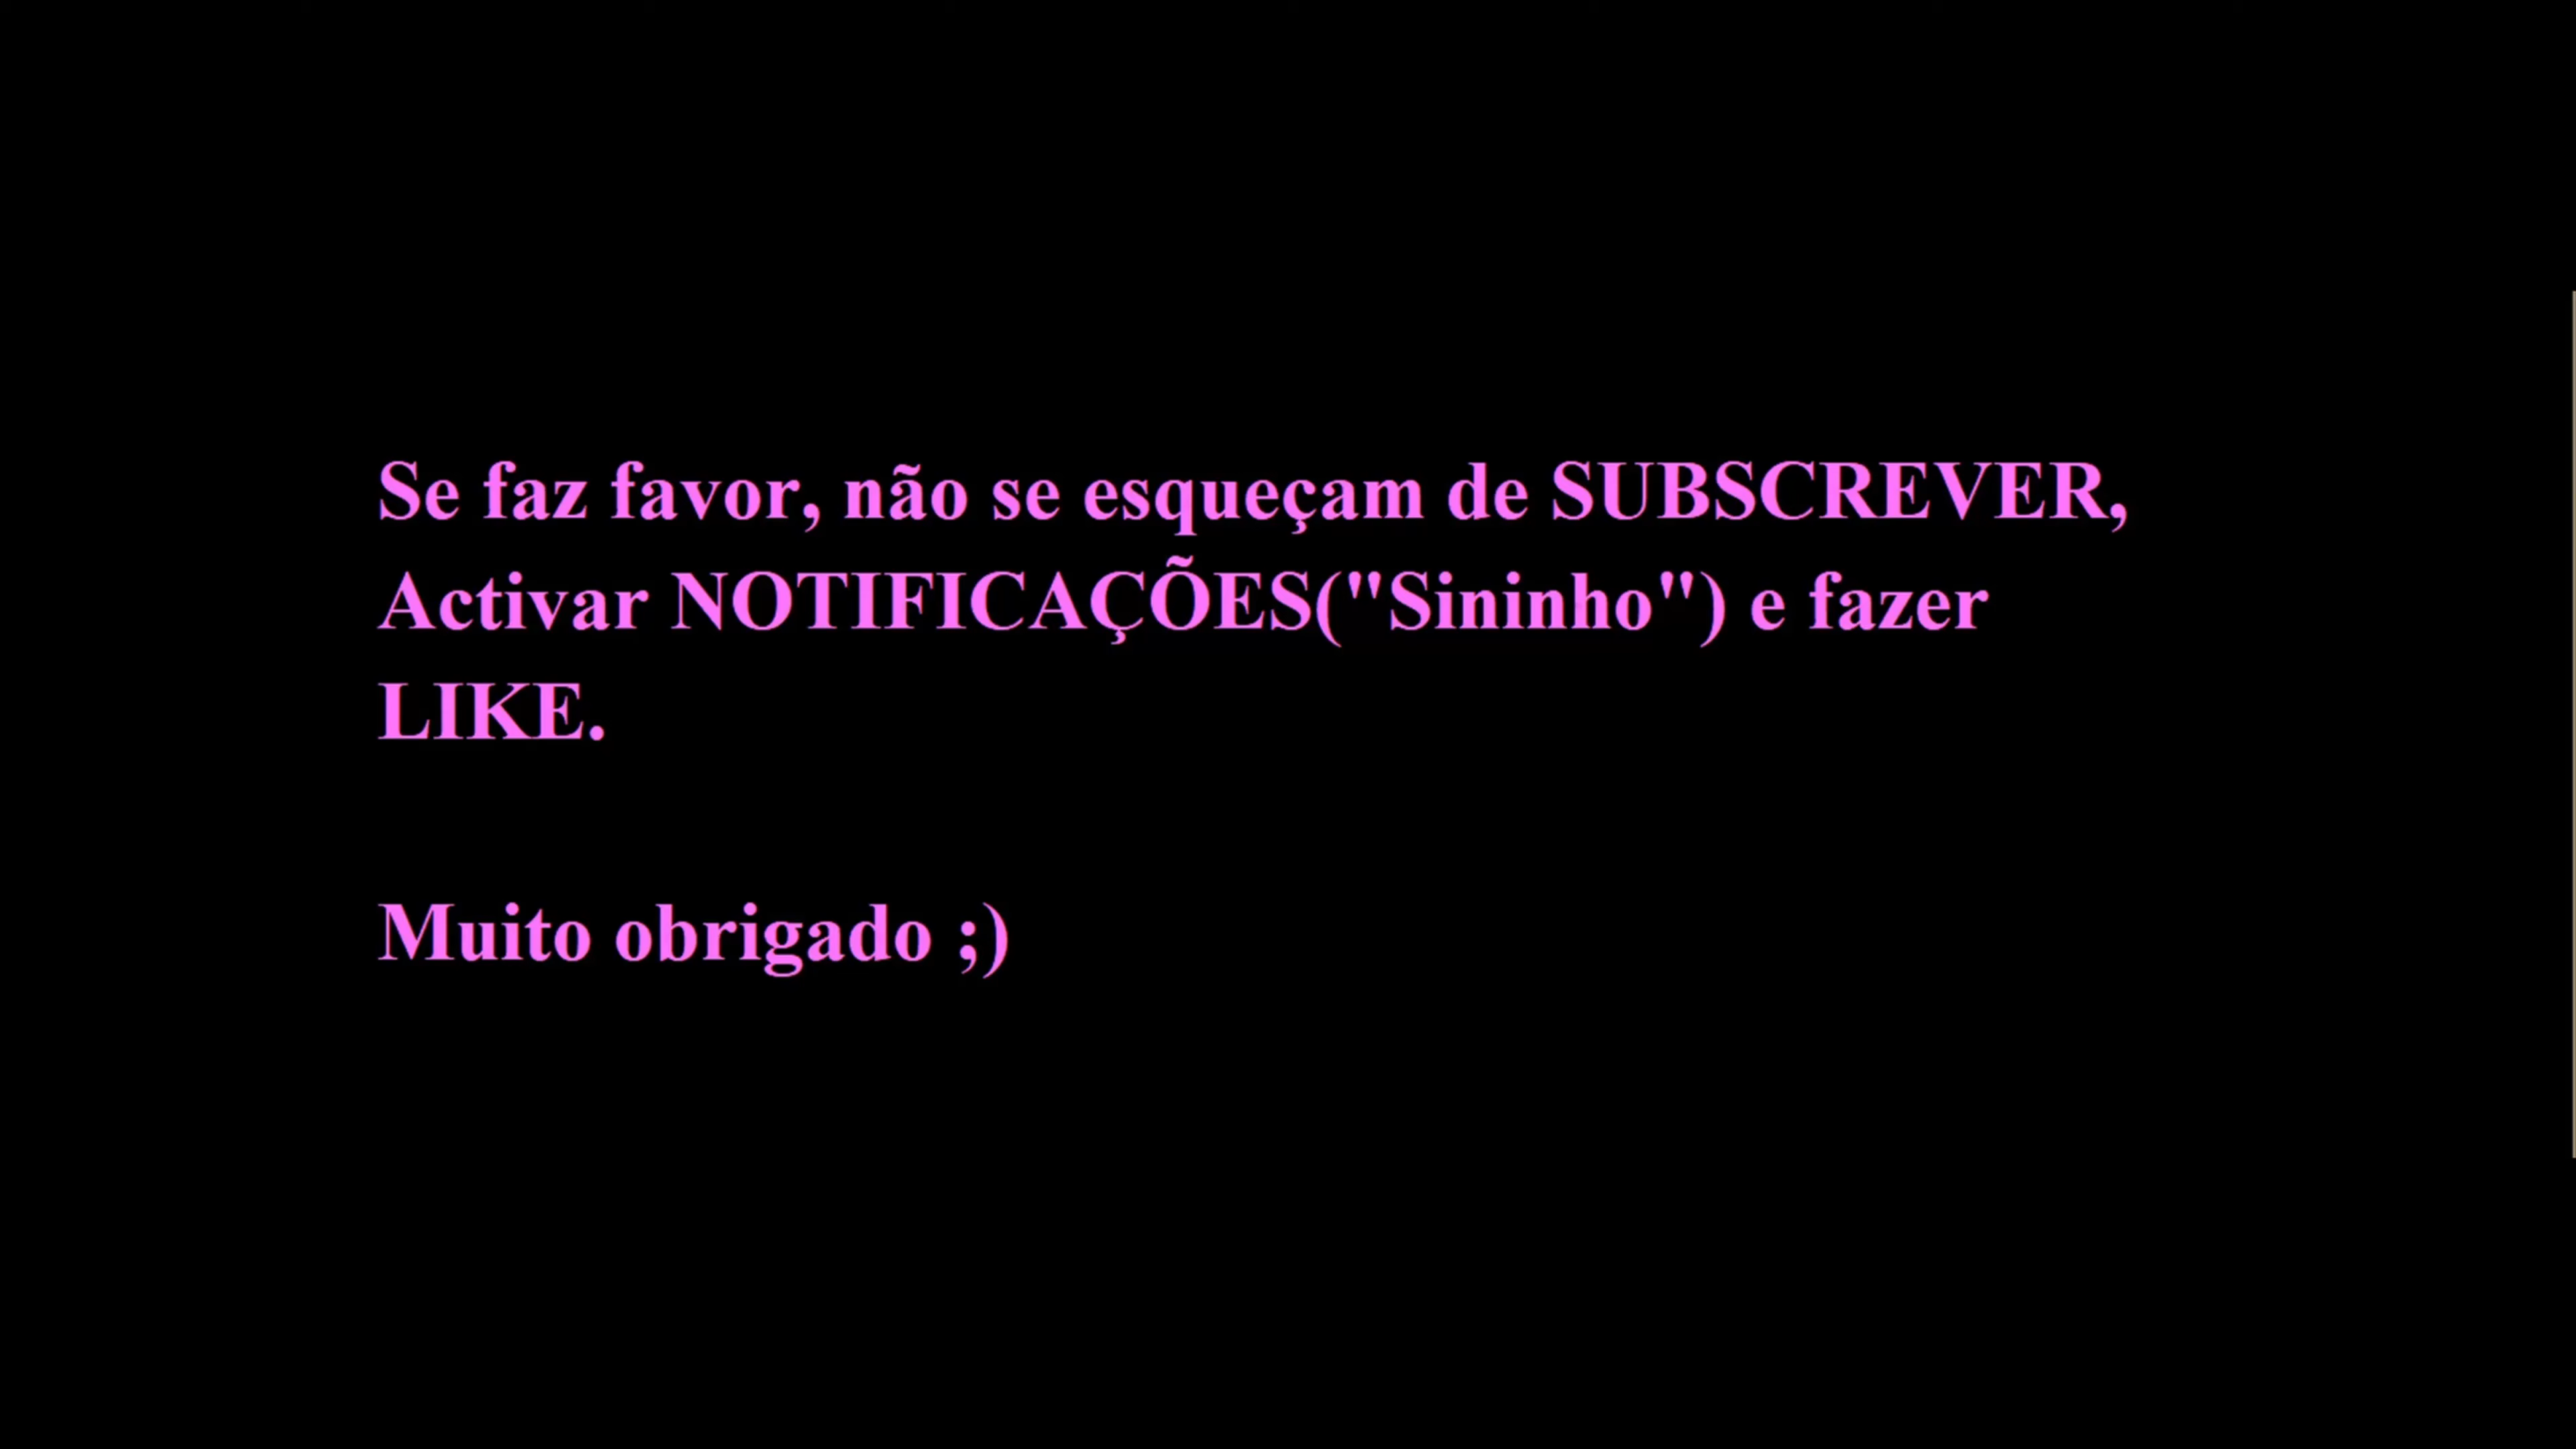 Se faz favor, não se esqueçam de SUBSCREVER,
Activar NOTIFICAÇÕES("Sininho") e fazer
LIKE.
Muito obrigado ;)